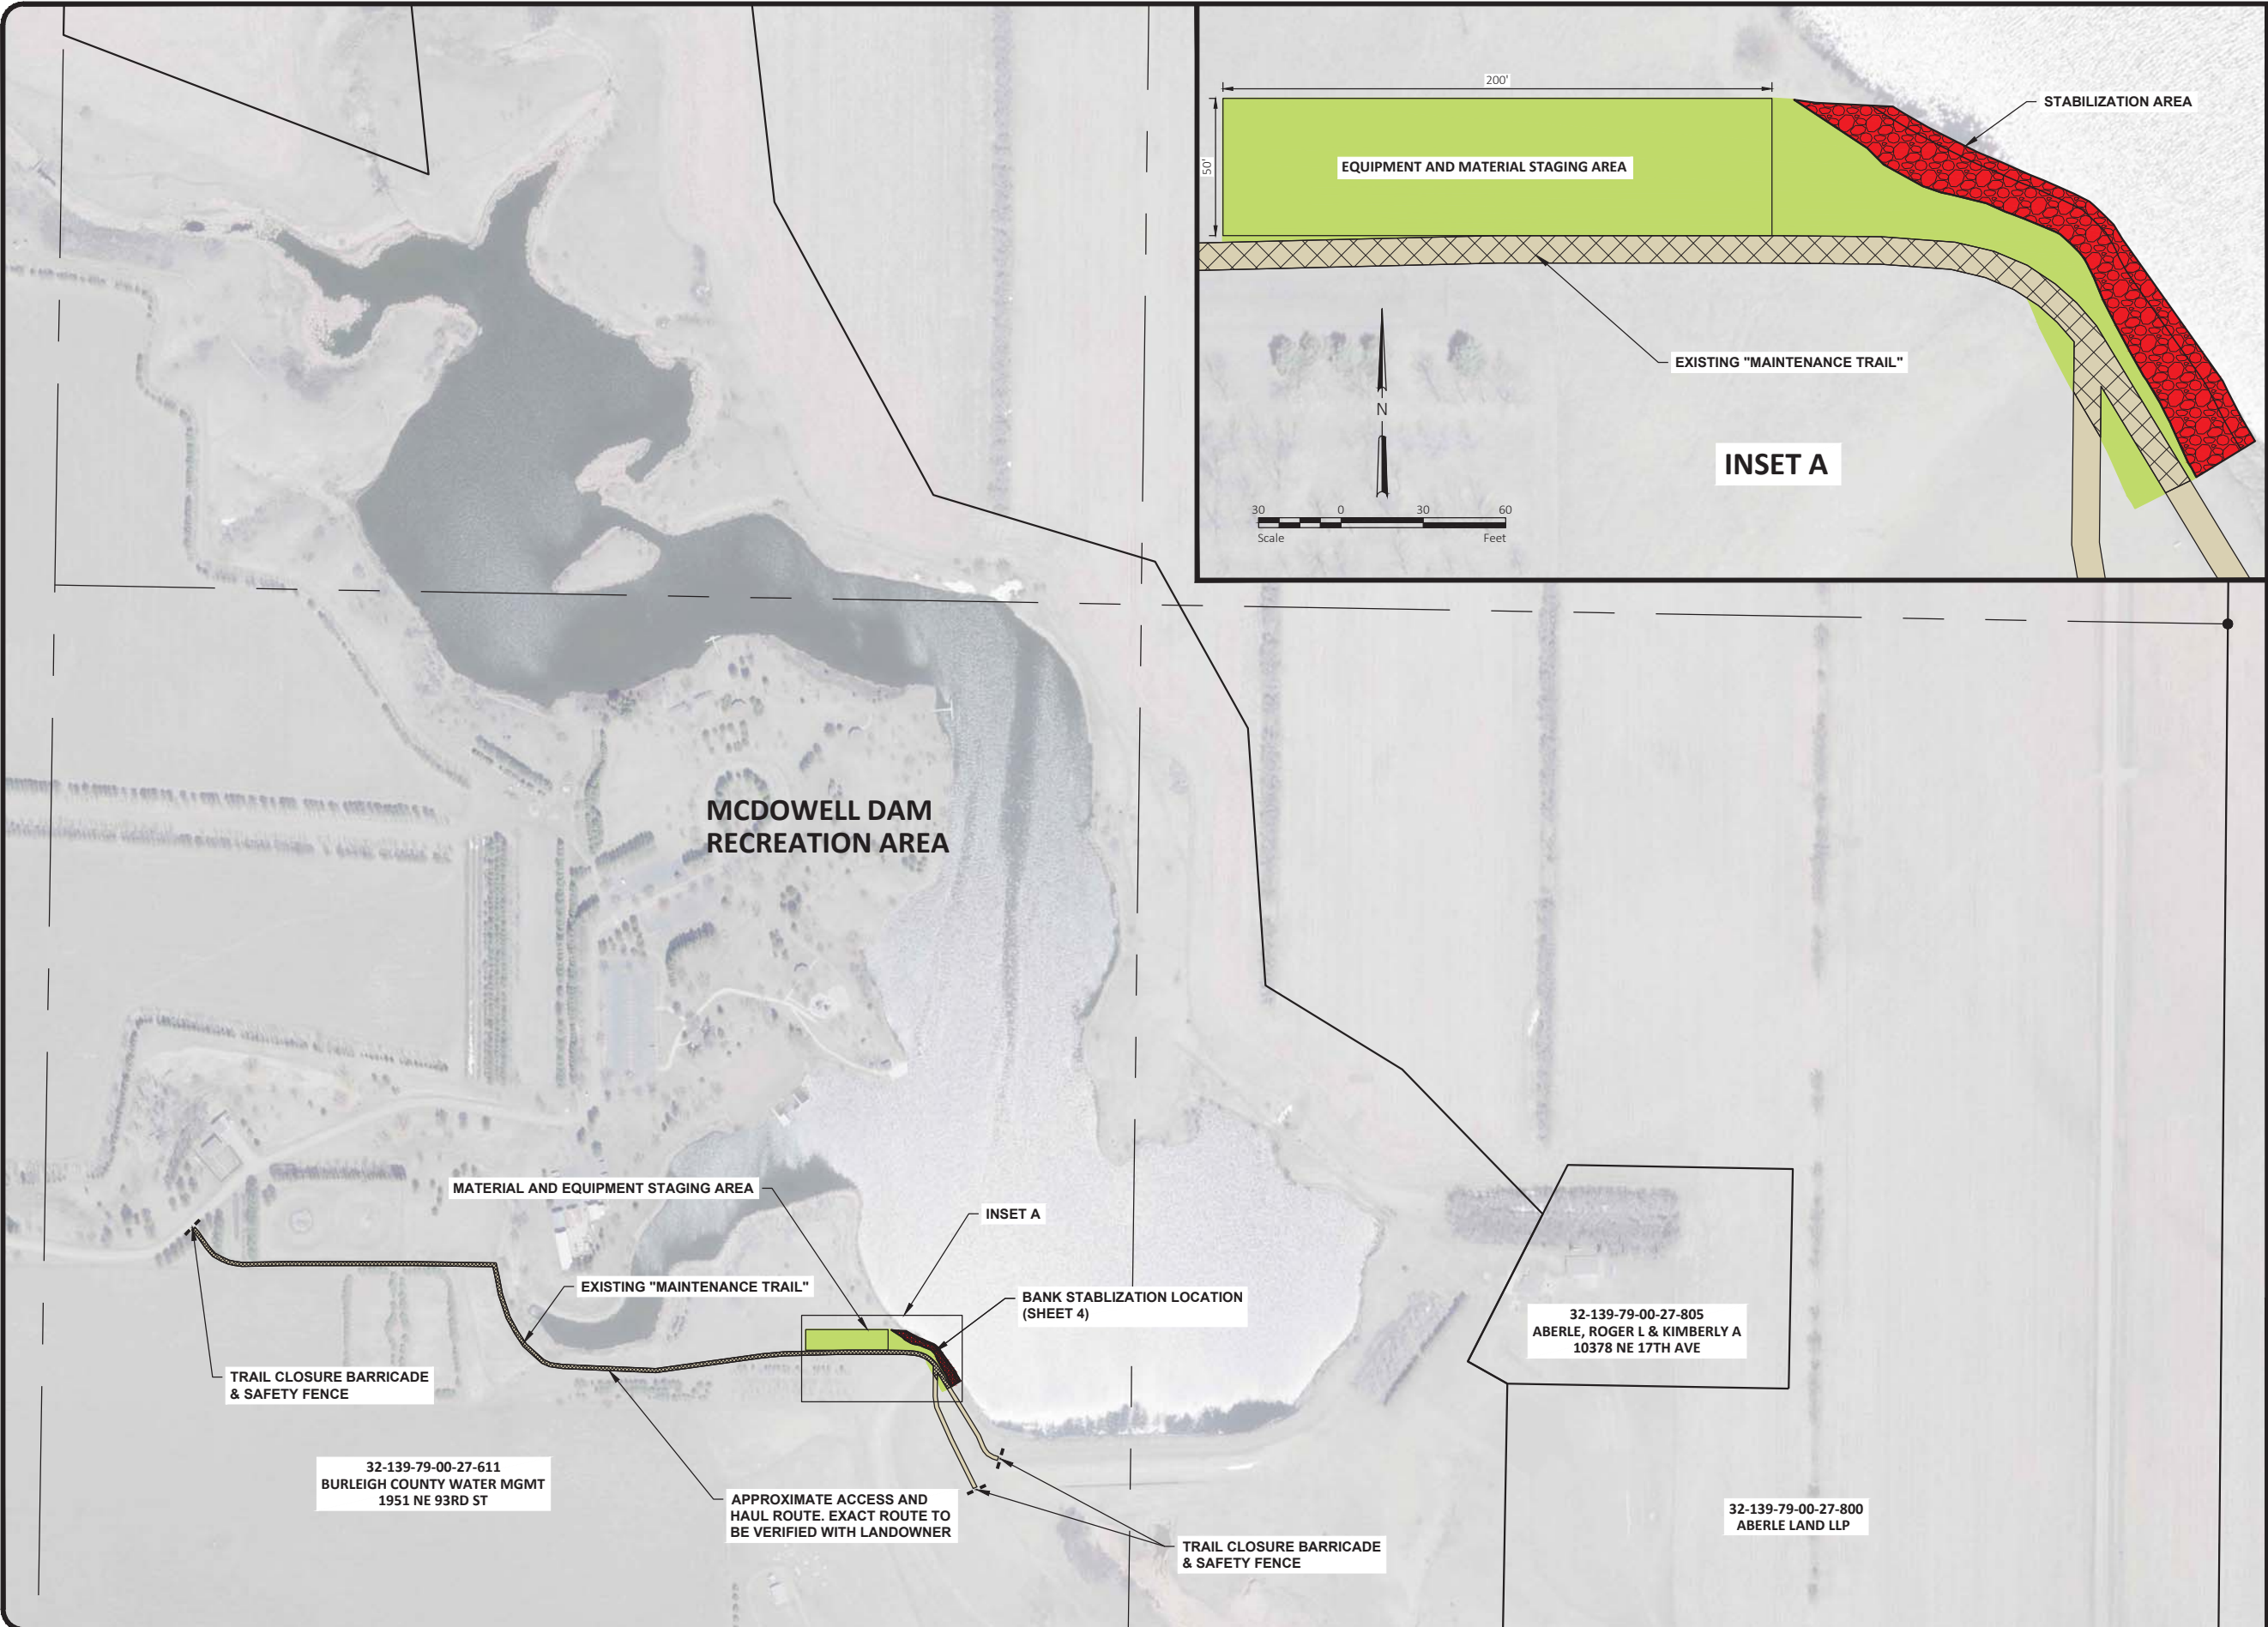 200'
50'
EQUIPMENT AND MATERIAL STAGING AREA
STABILIZATION AREA
EXISTING "MAINTENANCE TRAIL"
N
INSET A
30 0 30 60
Scale Feet
MCDOWELL DAM
RECREATION AREA
MATERIAL AND EQUIPMENT STAGING AREA
INSET A
EXISTING "MAINTENANCE TRAIL"
BANK STABLIZATION LOCATION
(SHEET 4)
32-139-79-00-27-805
ABERLE, ROGER L & KIMBERLY A
10378 NE 17TH AVE
TRAIL CLOSURE BARRICADE
& SAFETY FENCE
32-139-79-00-27-611
BURLEIGH COUNTY WATER MGMT
1951 NE 93RD ST
APPROXIMATE ACCESS AND
HAUL ROUTE. EXACT ROUTE TO
BE VERIFIED WITH LANDOWNER
TRAIL CLOSURE BARRICADE
& SAFETY FENCE
32-139-79-00-27-800
ABERLE LAND LLP